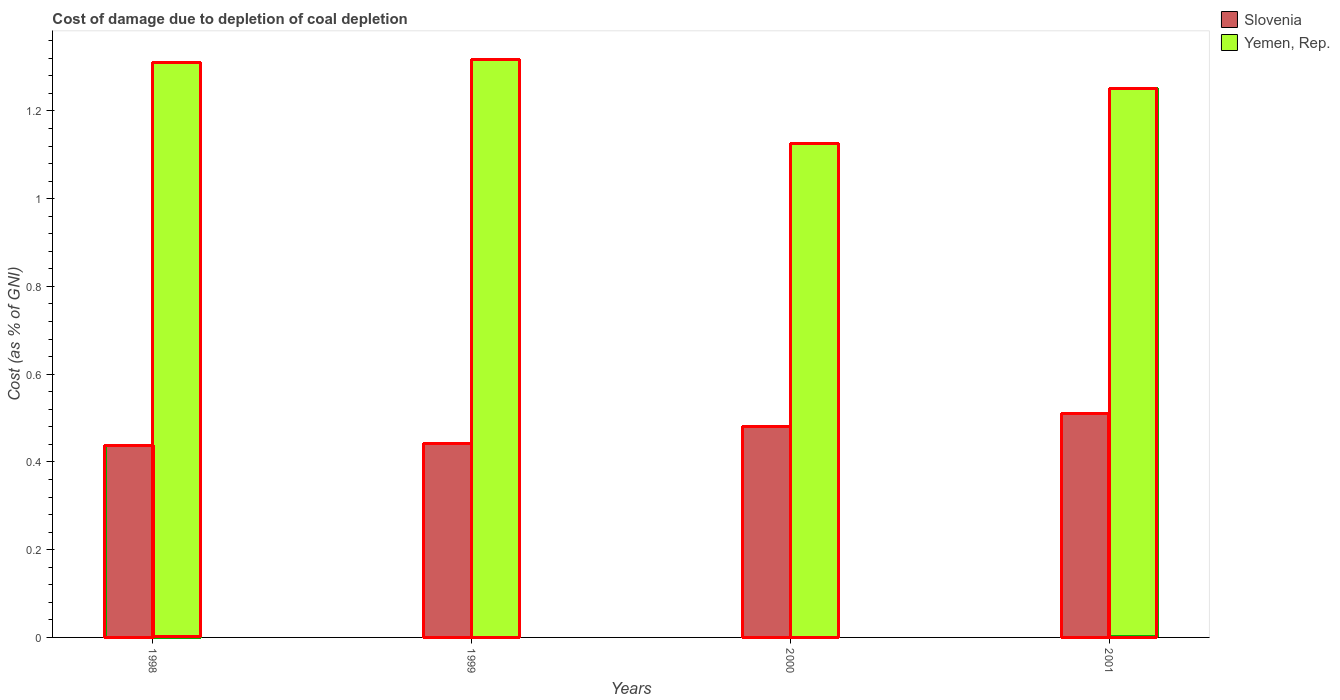 Cost of damage due to depletion of coal depletion
Slovenia
Yemen, Rep.
Cost (as % of GNI)
1.2
1
0.8
0.6
0.4
0.2
0
1998
1999
2000
2001
Years